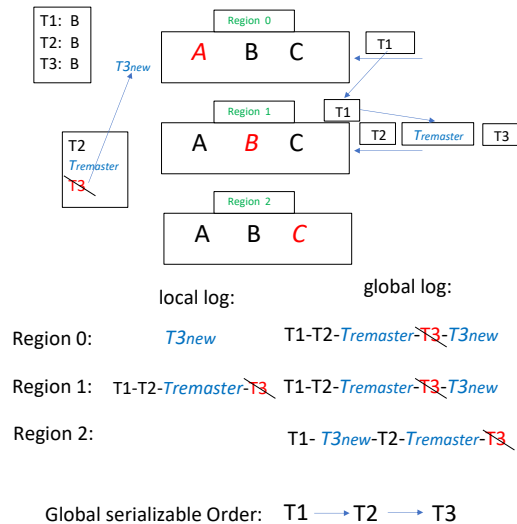 T1: B
T2: B
T3: B
Region 0
A B C
T3new
T1
Region 1
T1
A B C
T2 Tremaster T3
T2
Tremaster
T3
Region 2
A B C
local log:
global log:
Region 0: T3new T1-T2-Tremaster-T3-T3new
Region 1: T1-T2-Tremaster-T3 T1-T2-Tremaster-T3-T3new
Region 2: T1- T3new-T2-Tremaster-T3
Global serializable Order: T1 T2 T3